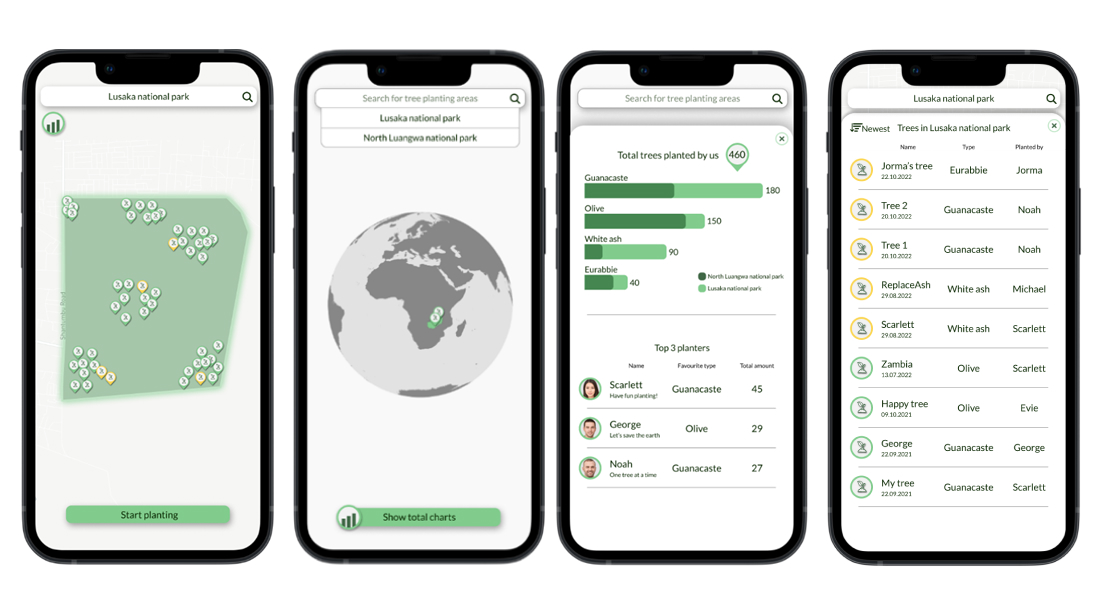 Lusaka national park
Start planting
Search for tree planting areas
Lusaka national park
North Luangwa national park
Show total charts
Search for tree planting areas
Total trees planted by us 460
Guanacaste
180
Olive
150
White ash
90
Eurabbie
40
North Luangwa national park
Lusaka national park
Top 3 planters
Name Favourite type Total amount
Scarlett Guanacaste 45
Have fun planting!
George Olive 29
Let's save the earth
Noah Guanacaste 27
One tree at a time
Lusaka national park
Newest Trees in Lusaka national park
Name Type Planted by
Jorma's tree Eurabbie Jorma
22.10.2022
Tree 2 Guanacaste Noah
20.10.2022
Tree 1 Guanacaste Noah
20.10.2022
ReplaceAsh White ash Michael
29.08.2022
Scarlett White ash Scarlett
29.08.2022
Zambia Olive Scarlett
13.07.2022
Happy tree Olive Evie
09.10.2021
George Guanacaste George
22.09.2021
My tree Guanacaste Scarlett
22.09.2021